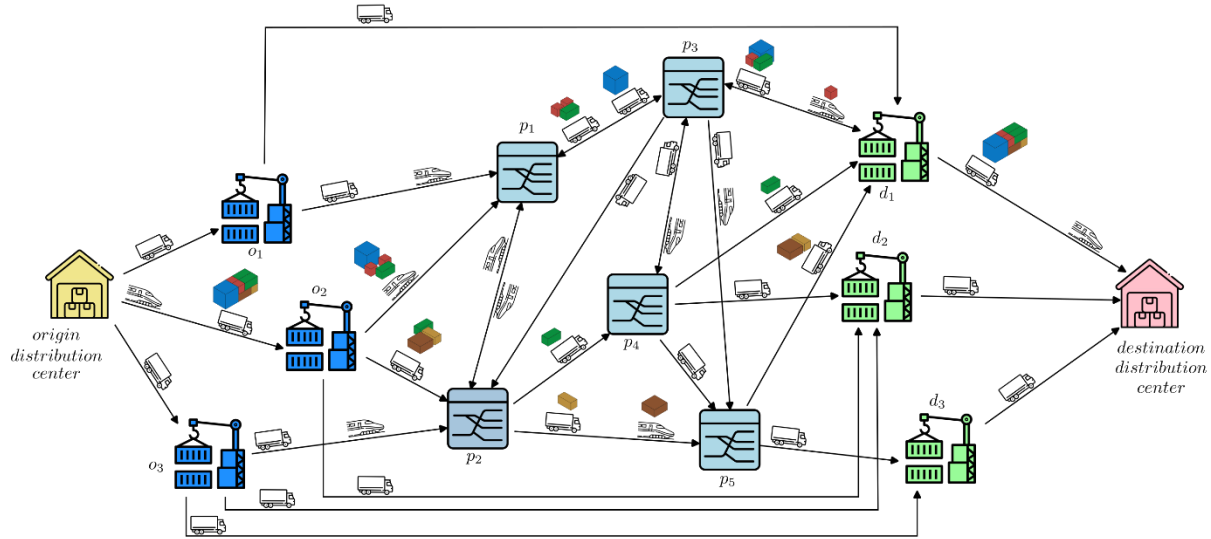 p₃
p₁
o₁
d₁
d₂
o₂
origin
distribution
center
p₄
destination
distribution
center
d₃
p₂
o₃
p₅